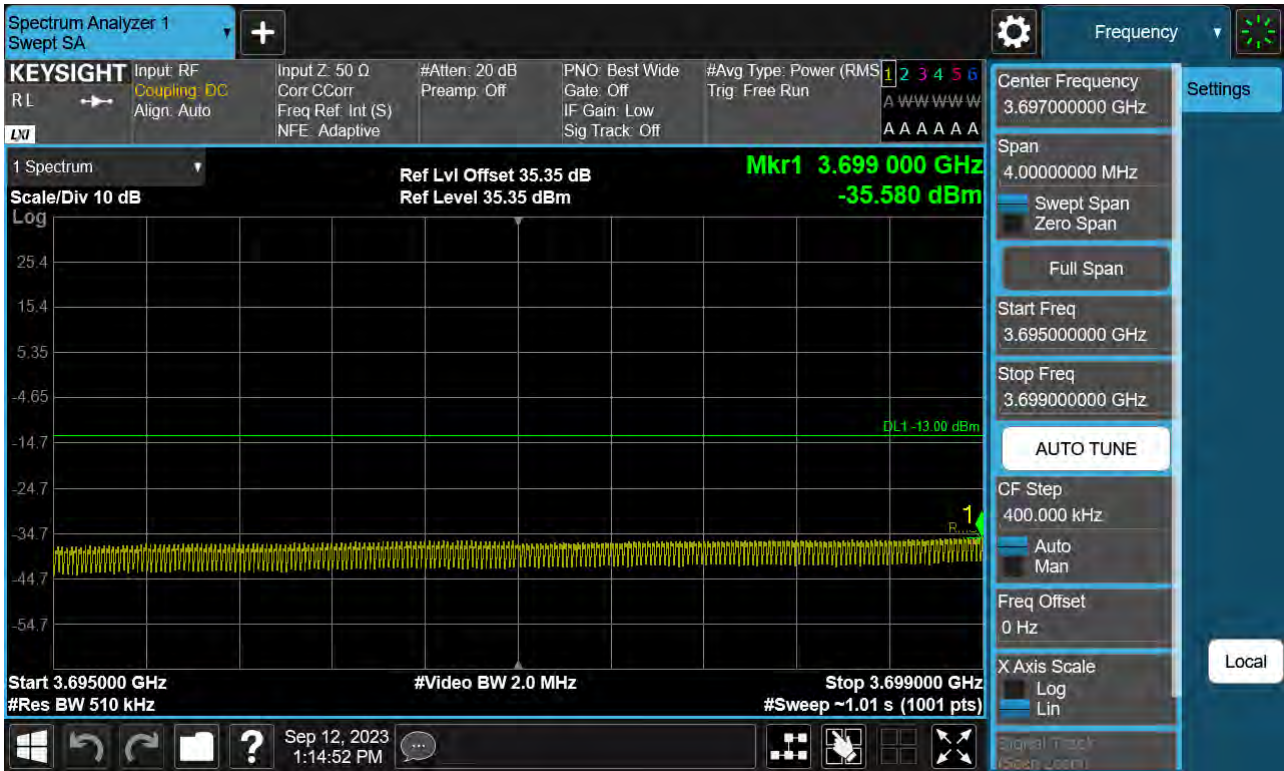 Spectrum Analyzer 1
Swept SA
+
Frequency
KEYSIGHT
RL
LXI
Input: RF
Coupling: DC
Align: Auto
Input Z: 50 Ω
Corr CCorr
Freq Ref: Int (S)
NFE: Adaptive
#Atten: 20 dB
Preamp: Off
PNO: Best Wide
Gate: Off
IF Gain: Low
Sig Track: Off
#Avg Type: Power (RMS
Trig: Free Run
1 2 3 4 5 6
A W W W W W
A A A A A A
1 Spectrum
Scale/Div 10 dB
Log
Ref Lvl Offset 35.35 dB
Ref Level 35.35 dBm
Mkr1 3.699 000 GHz
-35.580 dBm
25.4
15.4
5.35
-4.65
-14.7
-24.7
-34.7
-44.7
-54.7
DL1 -13.00 dBm
1
Start 3.695000 GHz
#Res BW 510 kHz
#Video BW 2.0 MHz
Stop 3.699000 GHz
#Sweep ~1.01 s (1001 pts)
Center Frequency
3.697000000 GHz
Span
4.00000000 MHz
Swept Span
Zero Span
Full Span
Start Freq
3.695000000 GHz
Stop Freq
3.699000000 GHz
AUTO TUNE
CF Step
400.000 kHz
Auto
Man
Freq Offset
0 Hz
X Axis Scale
Log
Lin
Signal Track
(Span Zoom)
Settings
Local
?
Sep 12, 2023
1:14:52 PM